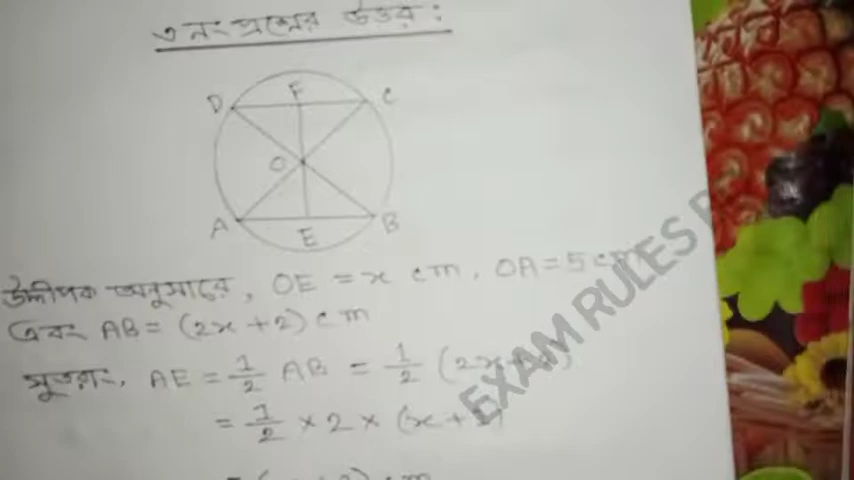 ৩ নং প্রশ্নের উত্তর:
D F C
O
A E B
উদ্দীপক অনুসারে, OE = x cm, OA = 5 cm
এবং AB = (2x+2) cm
সুতরাং, AE = 1/2 AB = 1/2 (2x+2)
= 1/2 × 2 × (x+1)
cm
EXAM RULES